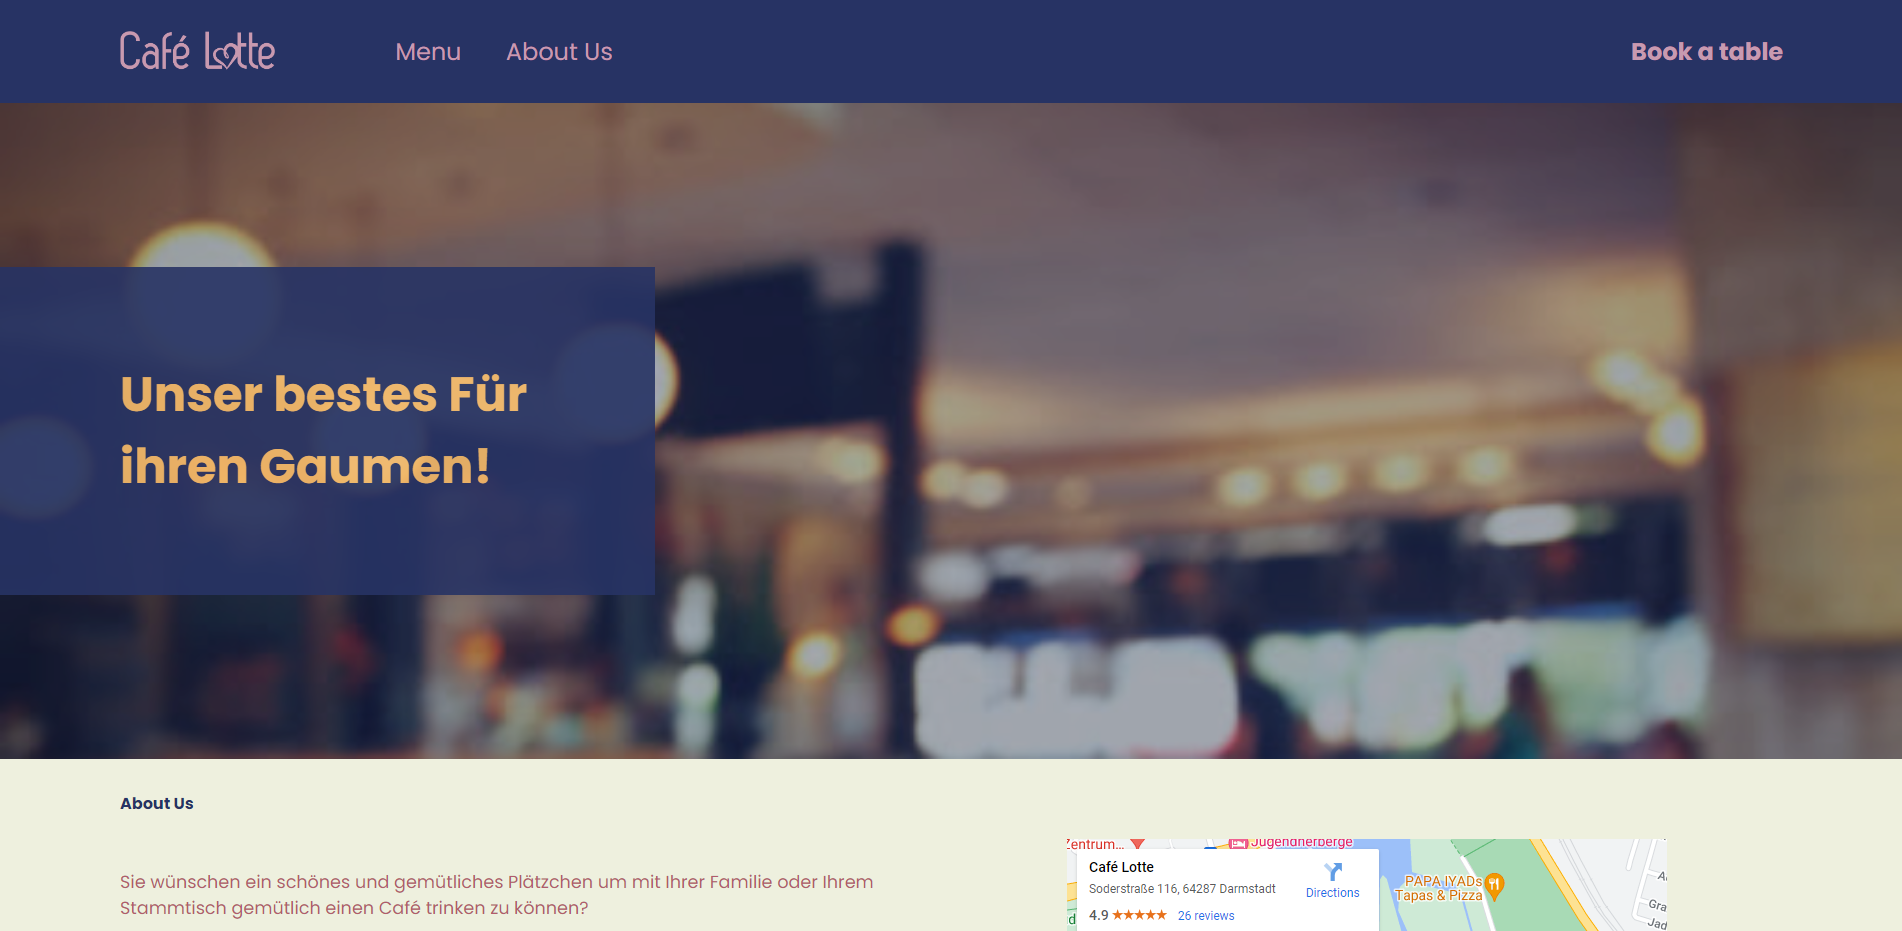 Café Lotte
Menu
About Us
Book a table
Unser bestes Für
ihren Gaumen!
About Us
Sie wünschen ein schönes und gemütliches Plätzchen um mit Ihrer Familie oder Ihrem
Stammtisch gemütlich einen Café trinken zu können?
Zentrum...
Jugendherberge
Café Lotte
Soderstraße 116, 64287 Darmstadt
Directions
4.9
26 reviews
PAPA IYADs
Tapas & Pizza